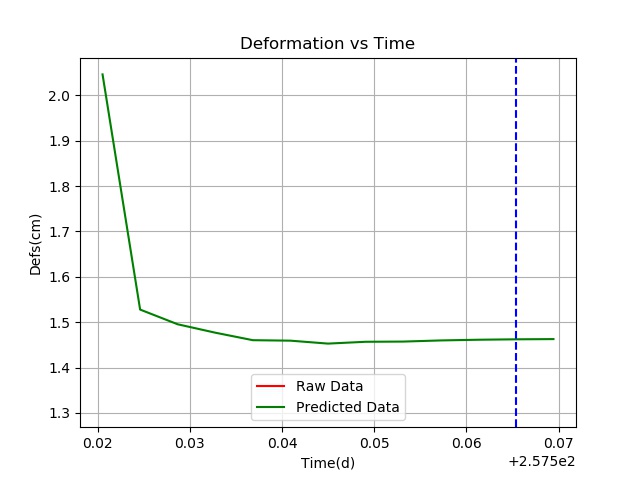 Deformation vs Time
2.0
1.9
1.8
1.7
1.6
1.5
1.4
1.3
Defs(cm)
Raw Data
Predicted Data
0.02 0.03 0.04 0.05 0.06 0.07
Time(d)
+2.575e2